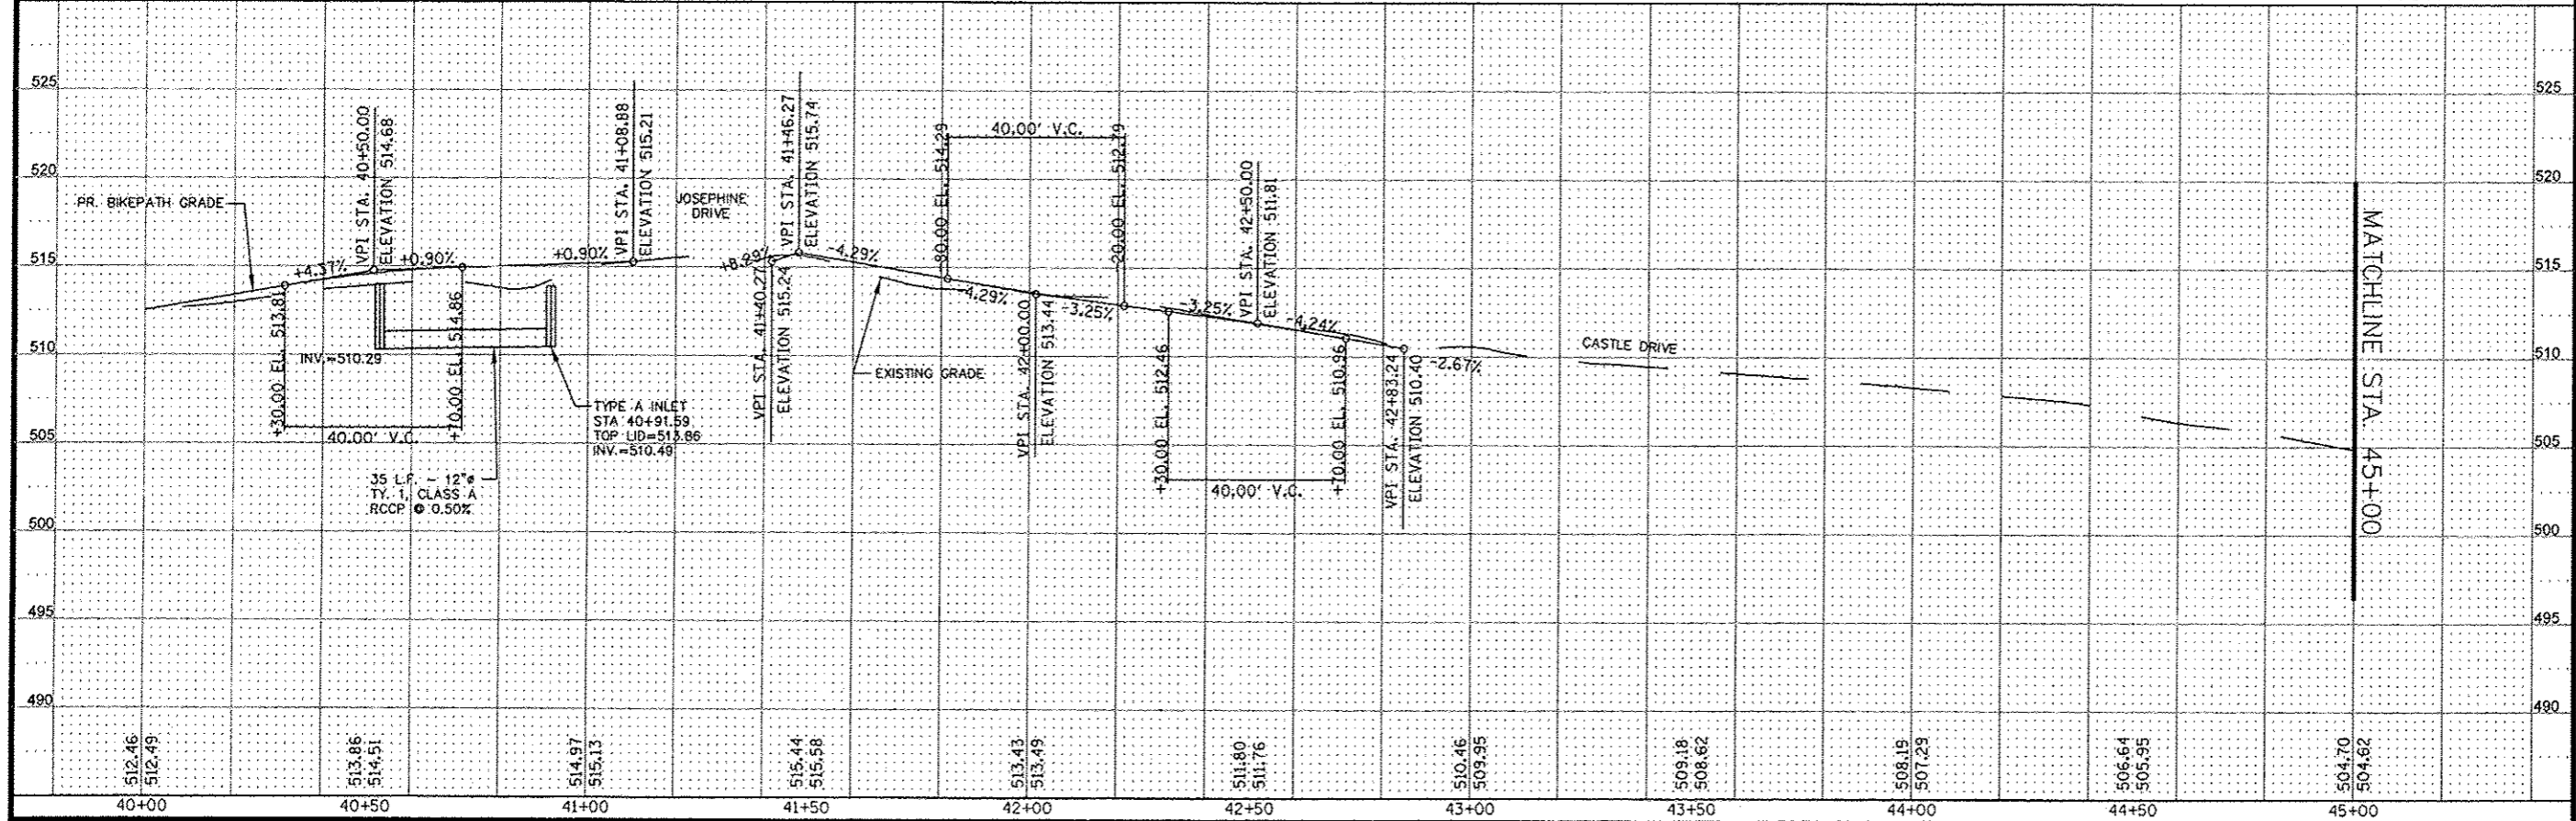 525
520
515
510
505
500
495
490
PR. BIKEPATH GRADE
+4.37%
VPI STA. 40+50.00
ELEVATION 514.68
+0.90%
+30.00 EL. 513.81
+70.00 EL. 514.86
40.00' V.C.
INV.=510.29
35 L.F. - 12"ø
TY. 1, CLASS A
RCCP @ 0.50%
TYPE A INLET
STA 40+91.59
TOP LID=513.86
INV.=510.49
+0.90%
VPI STA. 41+08.88
ELEVATION 515.21
JOSEPHINE
DRIVE
+8.29%
VPI STA. 41+40.27
ELEVATION 515.24
VPI STA. 41+46.27
ELEVATION 515.74
-4.29%
EXISTING GRADE
+80.00 EL. 514.29
40.00' V.C.
+20.00 EL. 512.79
-4.29%
VPI STA. 42+00.00
ELEVATION 513.44
-3.25%
-3.25%
+30.00 EL. 512.46
40.00' V.C.
+70.00 EL. 510.96
VPI STA. 42+50.00
ELEVATION 511.81
-4.24%
VPI STA. 42+83.24
ELEVATION 510.40
-2.67%
CASTLE DRIVE
MATCHLINE STA. 45+00
525
520
515
510
505
500
495
490
512.46
512.49
513.86
514.51
514.97
515.13
515.44
515.58
513.43
513.49
511.80
511.76
510.46
509.95
509.18
508.62
508.19
507.29
506.64
505.95
504.70
504.62
40+00
40+50
41+00
41+50
42+00
42+50
43+00
43+50
44+00
44+50
45+00